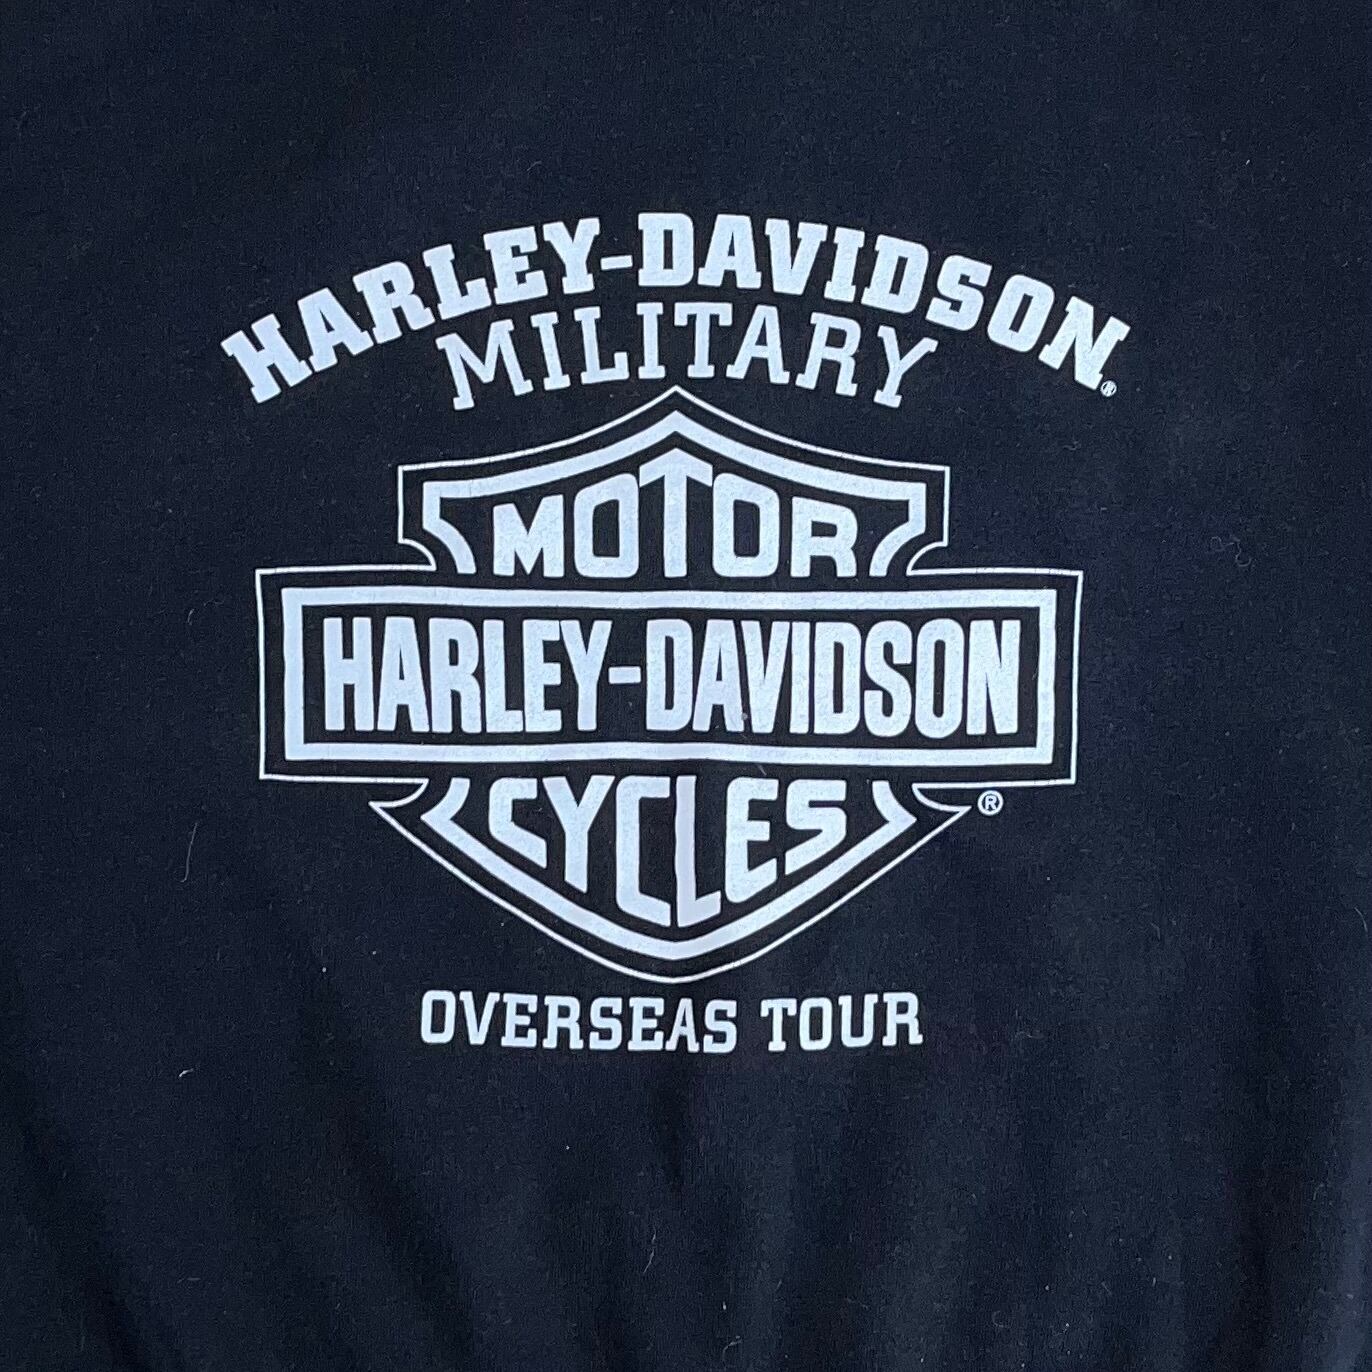 HARLEY-DAVIDSON®
MILITARY
MOTOR
HARLEY-DAVIDSON
CYCLES
®
OVERSEAS TOUR